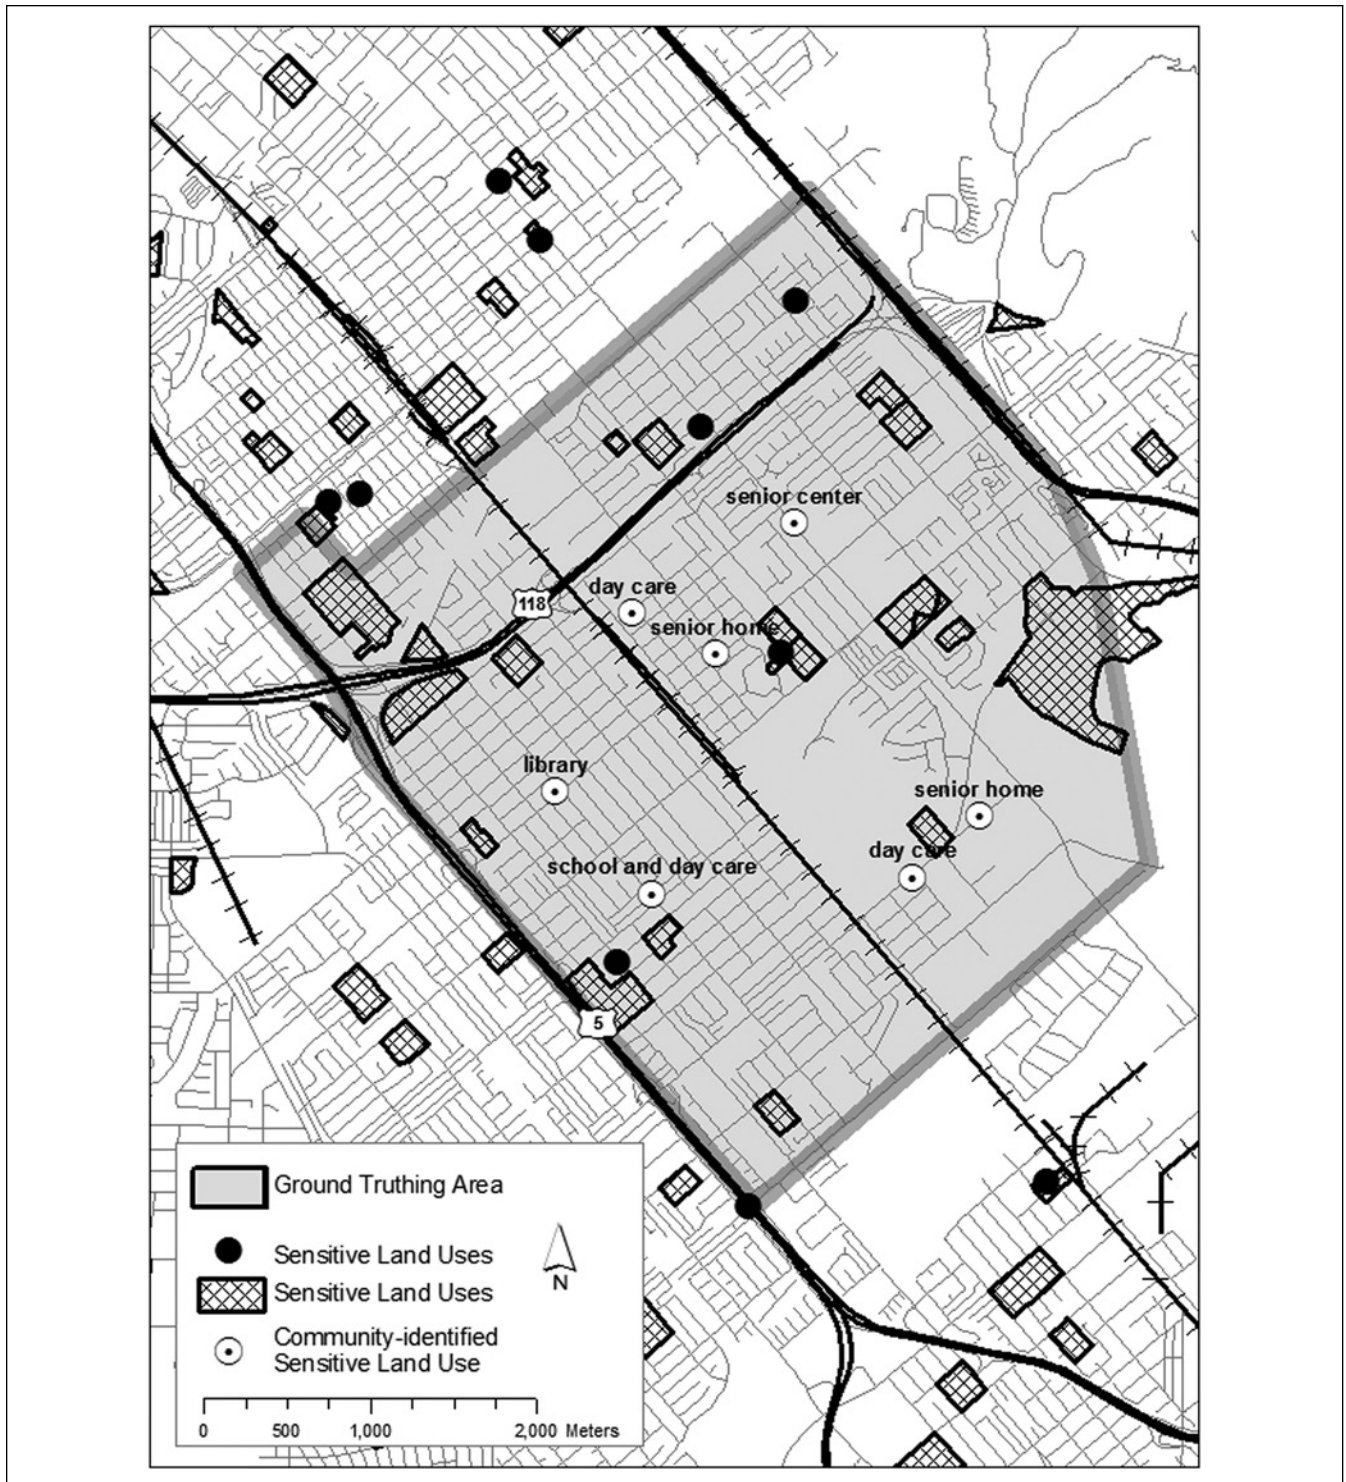 senior center
day care
118
senior home
library
senior home
day care
school and day care
5
Ground Truthing Area
Sensitive Land Uses
Sensitive Land Uses
Community-identified
Sensitive Land Use
N
0 500 1,000 2,000 Meters